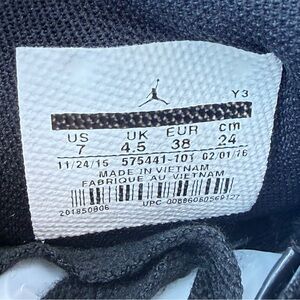 Y3
US UK EUR cm
7 4.5 38 24
11/24/15 575441-101 02/01/16
MADE IN VIETNAM
FABRIQUE AU VIETNAM
201850806